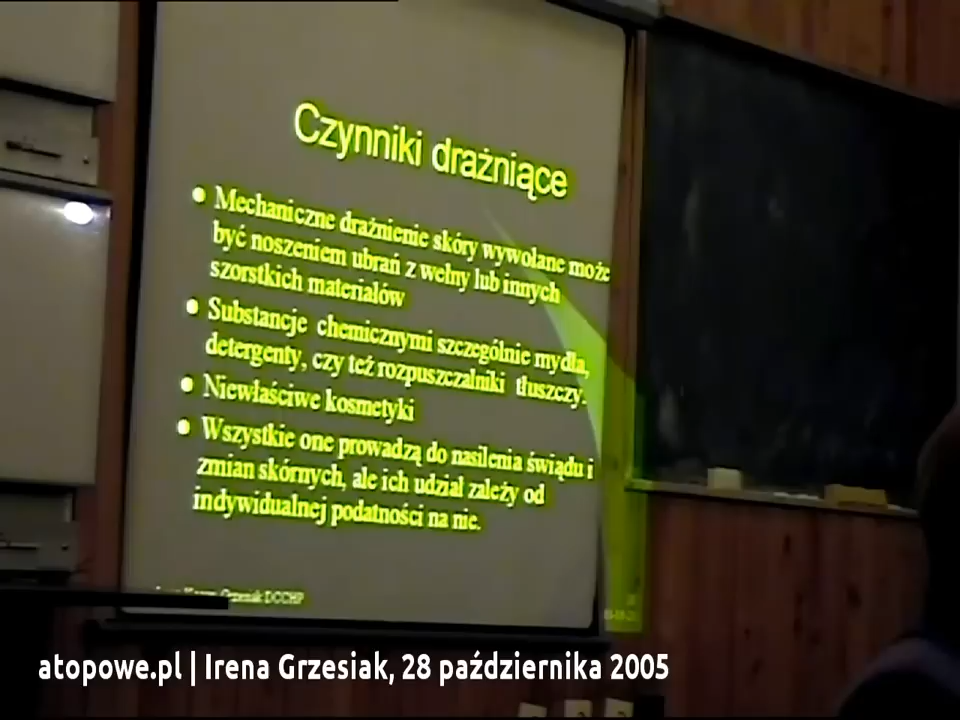 Czynniki drażniące
• Mechaniczne drażnienie skóry wywołane może
być noszeniem ubrań z wełny lub innych
szorstkich materiałów
• Substancje chemicznymi szczególnie mydła,
detergenty, czy też rozpuszczalniki tłuszczy.
• Niewłaściwe kosmetyki
• Wszystkie one prowadzą do nasilenia świądu i
zmian skórnych, ale ich udział zależy od
indywidualnej podatności na nie.
Grzesiak DCCHP
atopowe.pl | Irena Grzesiak, 28 października 2005